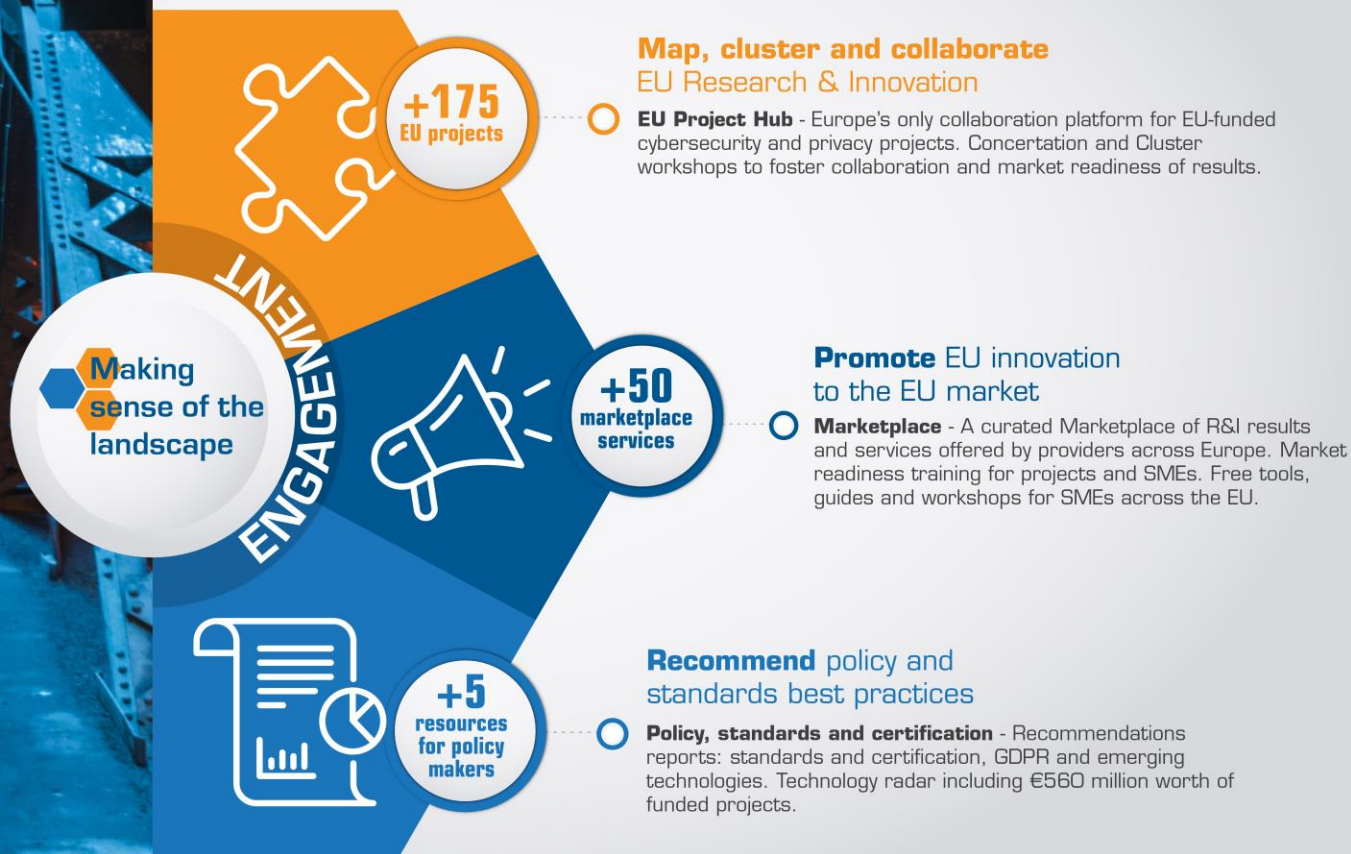 Making
sense of the
landscape
ENGAGEMENT
+175
EU projects
Map, cluster and collaborate
EU Research & Innovation
EU Project Hub - Europe's only collaboration platform for EU-funded
cybersecurity and privacy projects. Concertation and Cluster
workshops to foster collaboration and market readiness of results.
+50
marketplace
services
Promote EU innovation
to the EU market
Marketplace - A curated Marketplace of R&I results
and services offered by providers across Europe. Market
readiness training for projects and SMEs. Free tools,
guides and workshops for SMEs across the EU.
+5
resources
for policy
makers
Recommend policy and
standards best practices
Policy, standards and certification - Recommendations
reports: standards and certification, GDPR and emerging
technologies. Technology radar including €560 million worth of
funded projects.